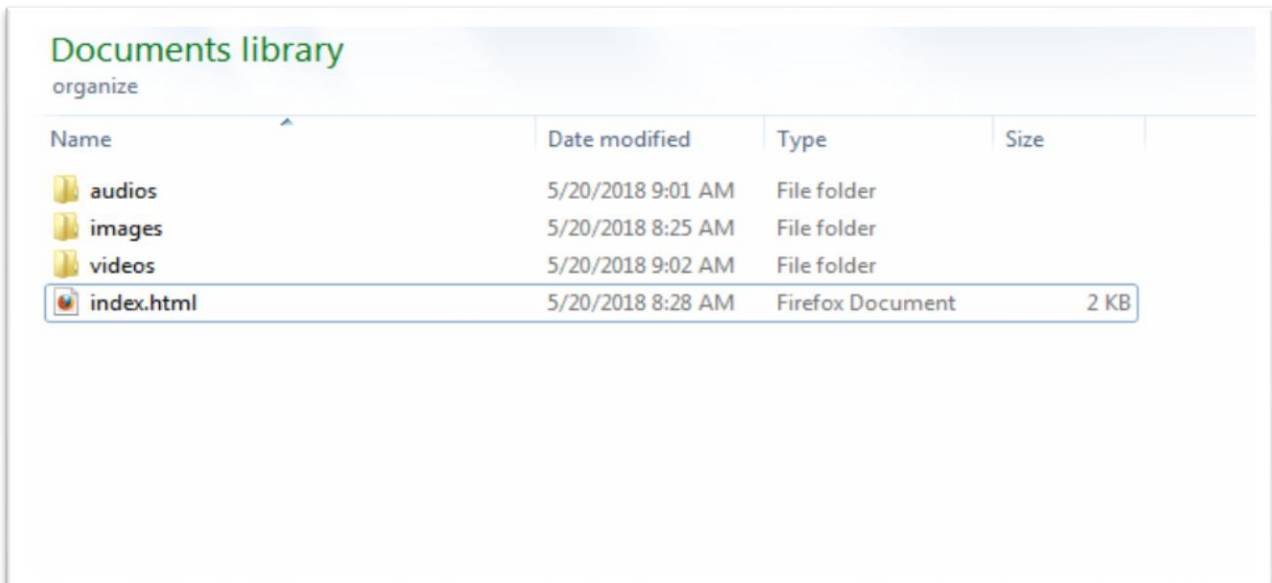 Documents library
organize
Name Date modified Type Size
audios 5/20/2018 9:01 AM File folder
images 5/20/2018 8:25 AM File folder
videos 5/20/2018 9:02 AM File folder
index.html 5/20/2018 8:28 AM Firefox Document 2 KB